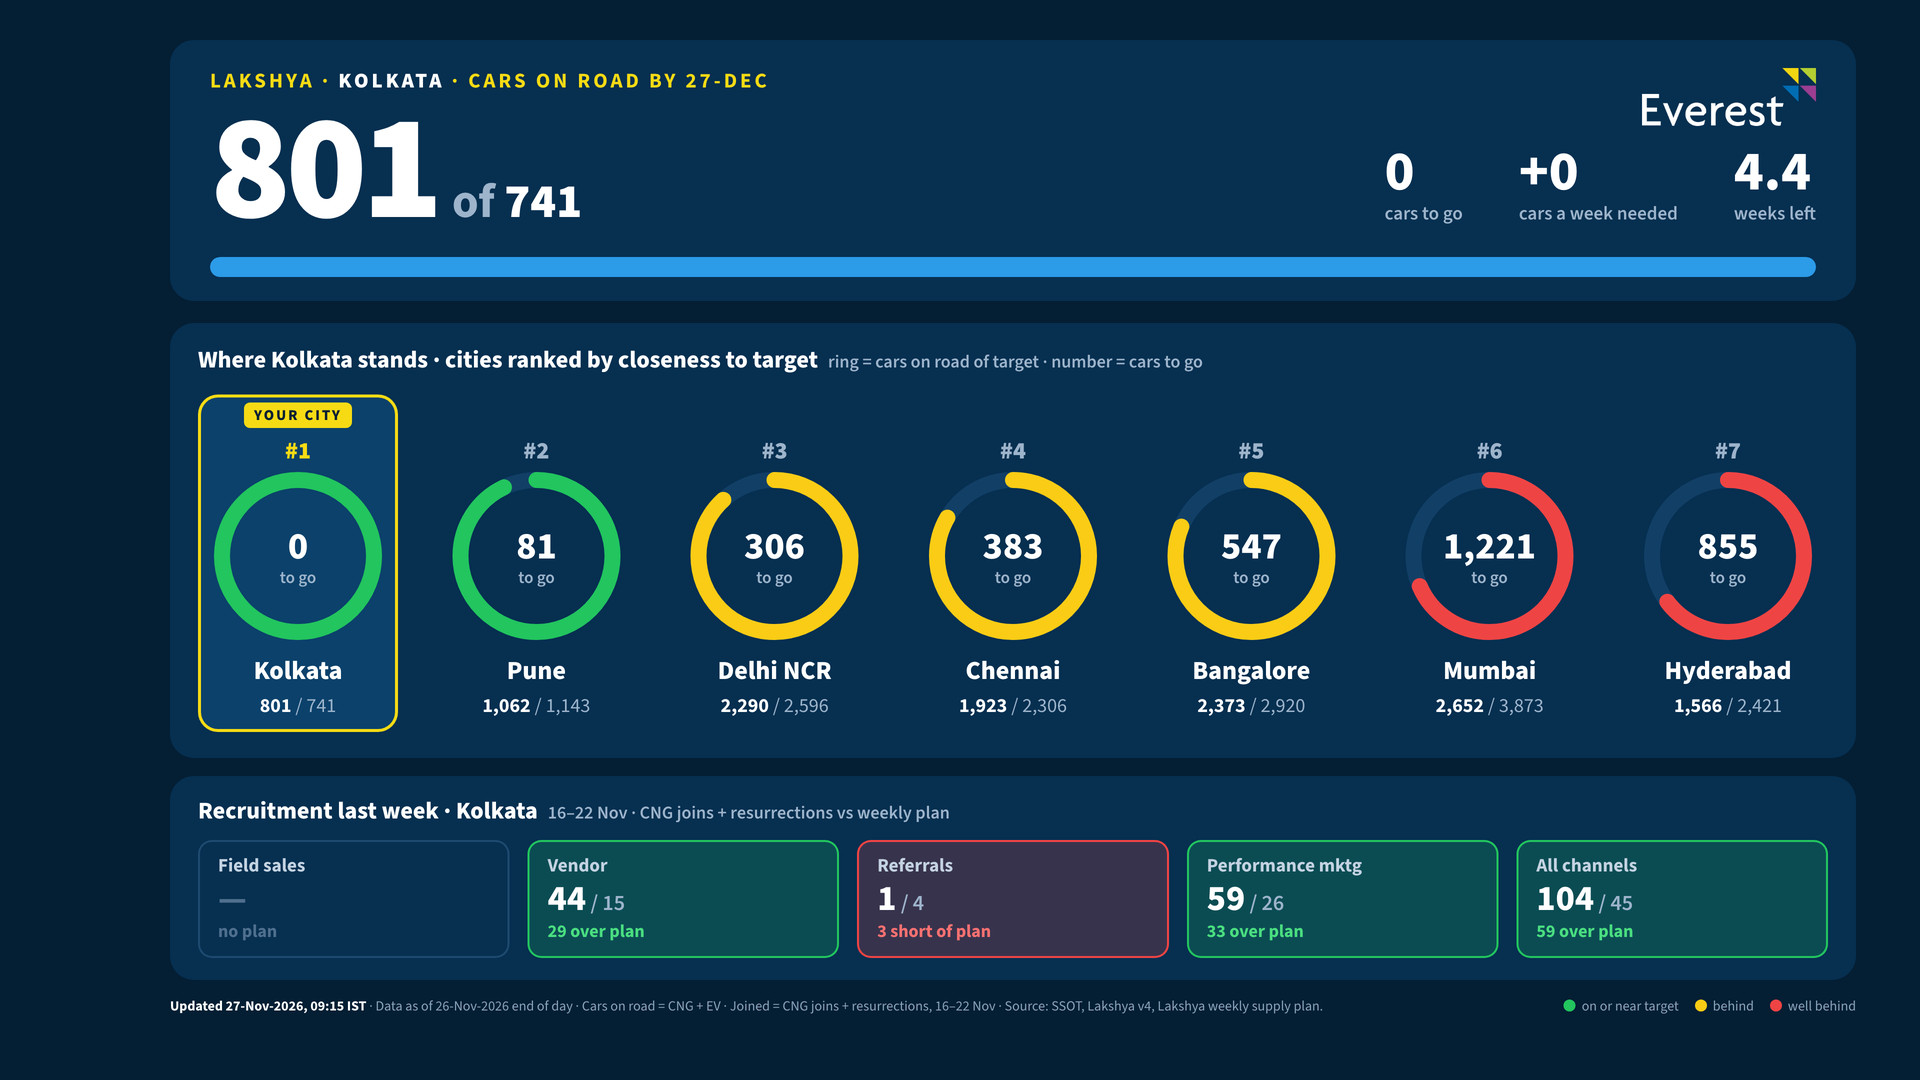 LAKSHYA · KOLKATA · CARS ON ROAD BY 27-DEC
Everest
801 of 741
0 cars to go
+0 cars a week needed
4.4 weeks left
Where Kolkata stands · cities ranked by closeness to target ring = cars on road of target · number = cars to go
YOUR CITY
#1
0
to go
Kolkata
801 / 741
#2
81
to go
Pune
1,062 / 1,143
#3
306
to go
Delhi NCR
2,290 / 2,596
#4
383
to go
Chennai
1,923 / 2,306
#5
547
to go
Bangalore
2,373 / 2,920
#6
1,221
to go
Mumbai
2,652 / 3,873
#7
855
to go
Hyderabad
1,566 / 2,421
Recruitment last week · Kolkata 16–22 Nov · CNG joins + resurrections vs weekly plan
Field sales
—
no plan
Vendor
44 / 15
29 over plan
Referrals
1 / 4
3 short of plan
Performance mktg
59 / 26
33 over plan
All channels
104 / 45
59 over plan
Updated 27-Nov-2026, 09:15 IST · Data as of 26-Nov-2026 end of day · Cars on road = CNG + EV · Joined = CNG joins + resurrections, 16–22 Nov · Source: SSOT, Lakshya v4, Lakshya weekly supply plan.
on or near target
behind
well behind